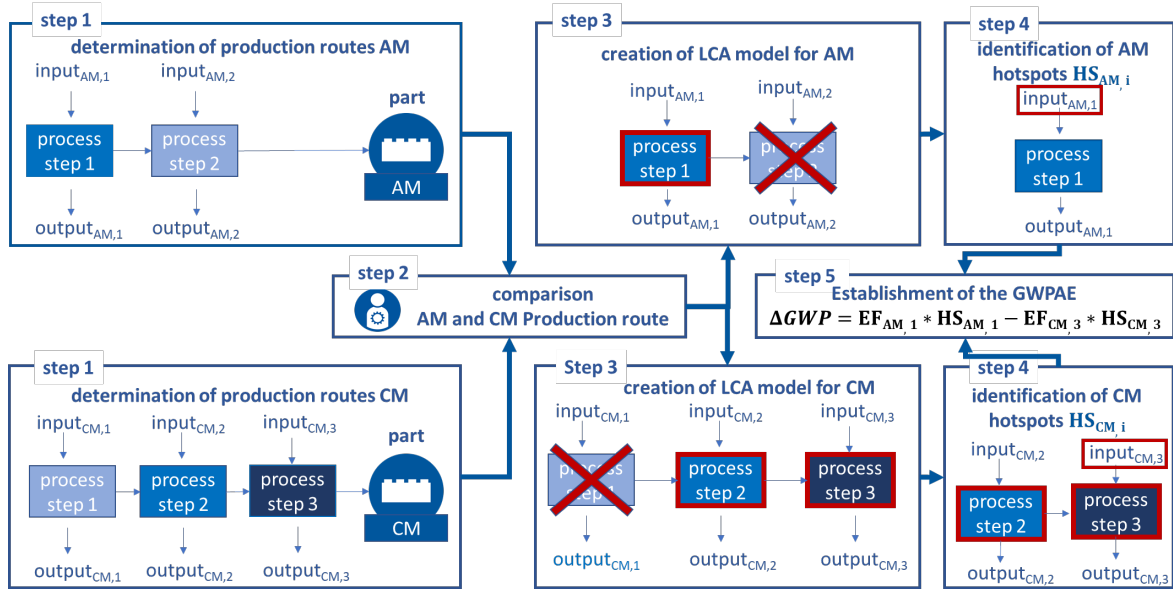 step 1
determination of production routes AM
input_AM,1
input_AM,2
part
process
step 1
process
step 2
AM
output_AM,1
output_AM,2
step 3
creation of LCA model for AM
input_AM,1
input_AM,2
process
step 1
process
output_AM,1
output_AM,2
step 4
identification of AM
hotspots HS_AM, i
input_AM,1
process
step 1
output_AM,1
step 2
comparison
AM and CM Production route
step 5
Establishment of the GWPAE
ΔGWP = EF_AM, 1 * HS_AM, 1 − EF_CM, 3 * HS_CM, 3
step 1
determination of production routes CM
input_CM,1
input_CM,2
input_CM,3
part
process
step 1
process
step 2
process
step 3
CM
output_CM,1
output_CM,2
output_CM,3
Step 3
creation of LCA model for CM
input_CM,1
input_CM,2
input_CM,3
process
step 1
process
step 2
process
step 3
output_CM,1
output_CM,2
output_CM,3
step 4
identification of CM
hotspots HS_CM, i
input_CM,2
input_CM,3
process
step 2
process
step 3
output_CM,2
output_CM,3